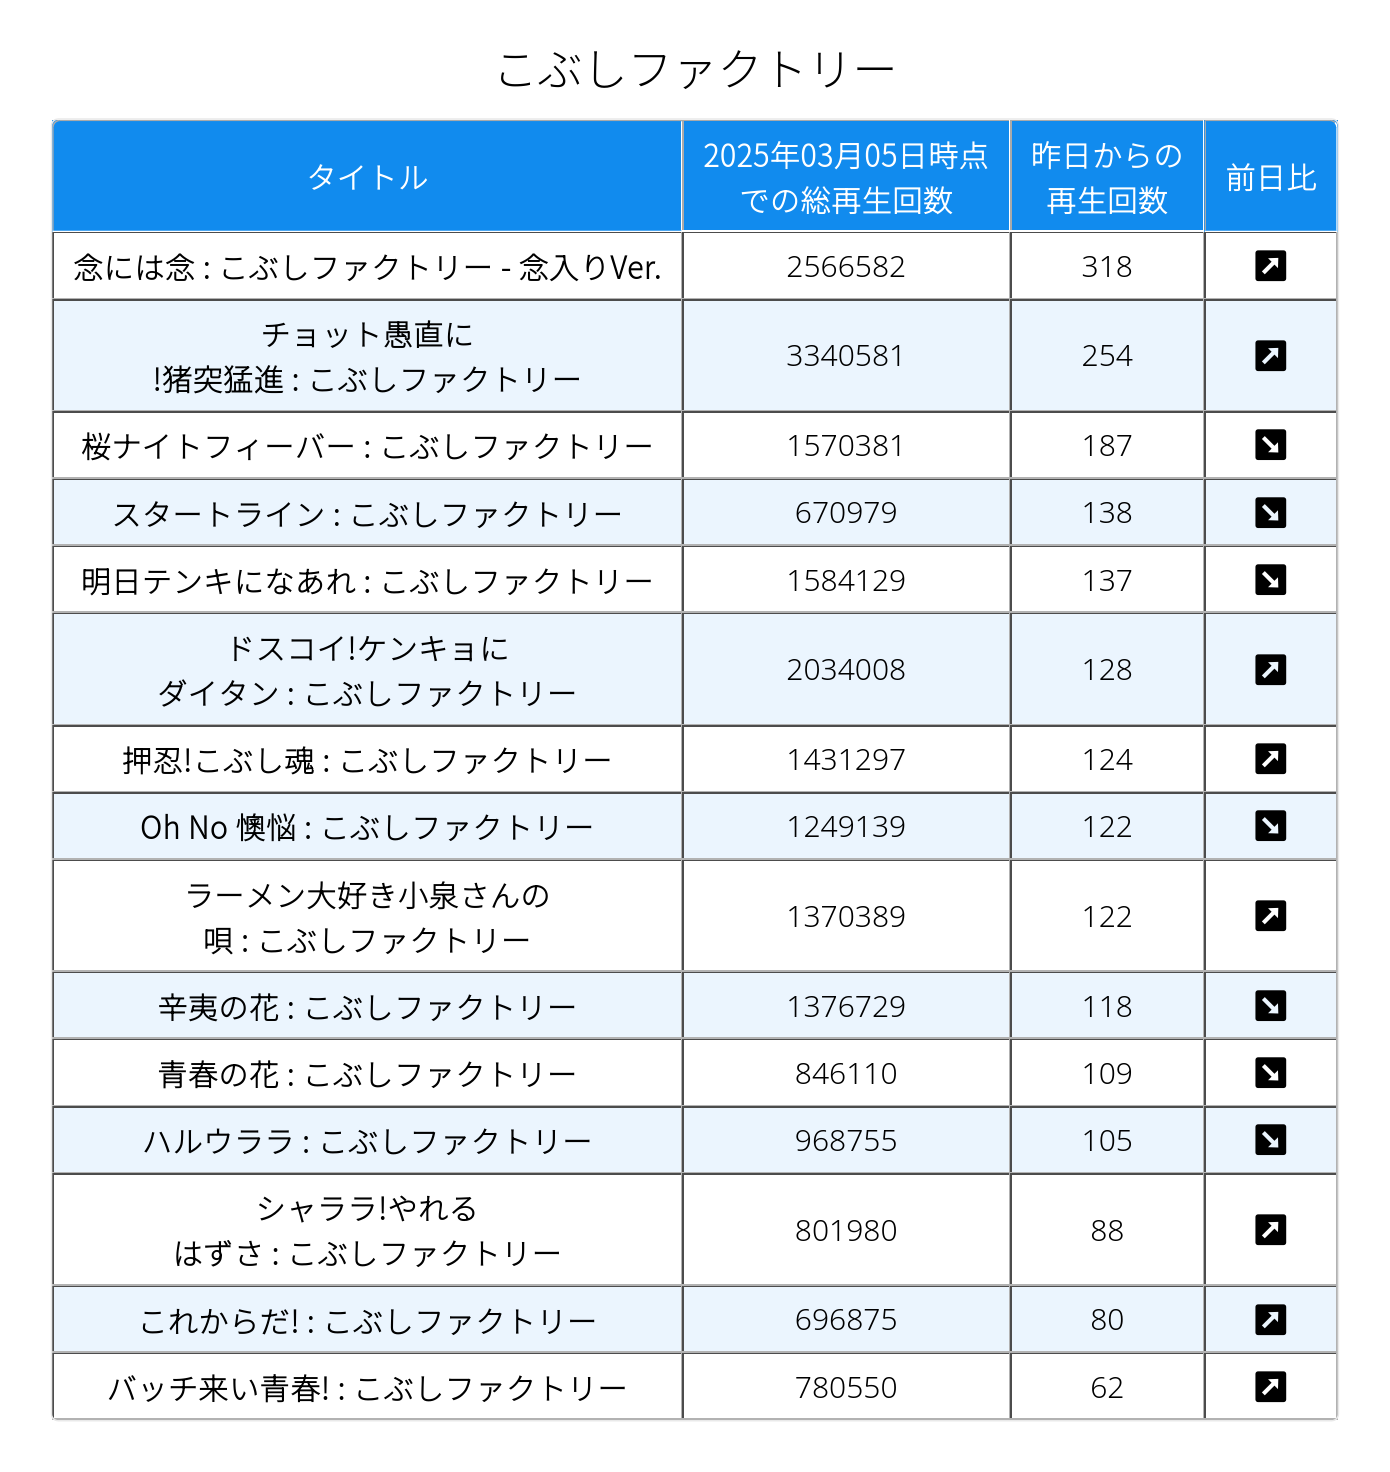 こぶしファクトリー
タイトル
2025年03月05日時点
での総再生回数
昨日からの
再生回数
前日比
念には念 : こぶしファクトリー - 念入りVer.
2566582
318
チョット愚直に
!猪突猛進 : こぶしファクトリー
3340581
254
桜ナイトフィーバー : こぶしファクトリー
1570381
187
スタートライン : こぶしファクトリー
670979
138
明日テンキになあれ : こぶしファクトリー
1584129
137
ドスコイ!ケンキョに
ダイタン : こぶしファクトリー
2034008
128
押忍!こぶし魂 : こぶしファクトリー
1431297
124
Oh No 懊悩 : こぶしファクトリー
1249139
122
ラーメン大好き小泉さんの
唄 : こぶしファクトリー
1370389
122
辛夷の花 : こぶしファクトリー
1376729
118
青春の花 : こぶしファクトリー
846110
109
ハルウララ : こぶしファクトリー
968755
105
シャララ!やれる
はずさ : こぶしファクトリー
801980
88
これからだ! : こぶしファクトリー
696875
80
バッチ来い青春! : こぶしファクトリー
780550
62